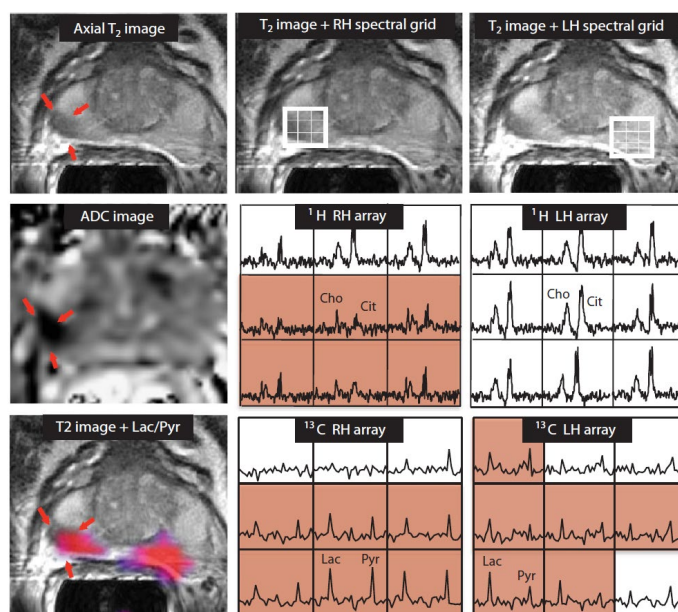 Axial T₂ image
T₂ image + RH spectral grid
T₂ image + LH spectral grid
ADC image
¹H RH array
¹H LH array
Cho
Cit
Cho
Cit
T2 image + Lac/Pyr
¹³C RH array
¹³C LH array
Lac
Pyr
Lac
Pyr